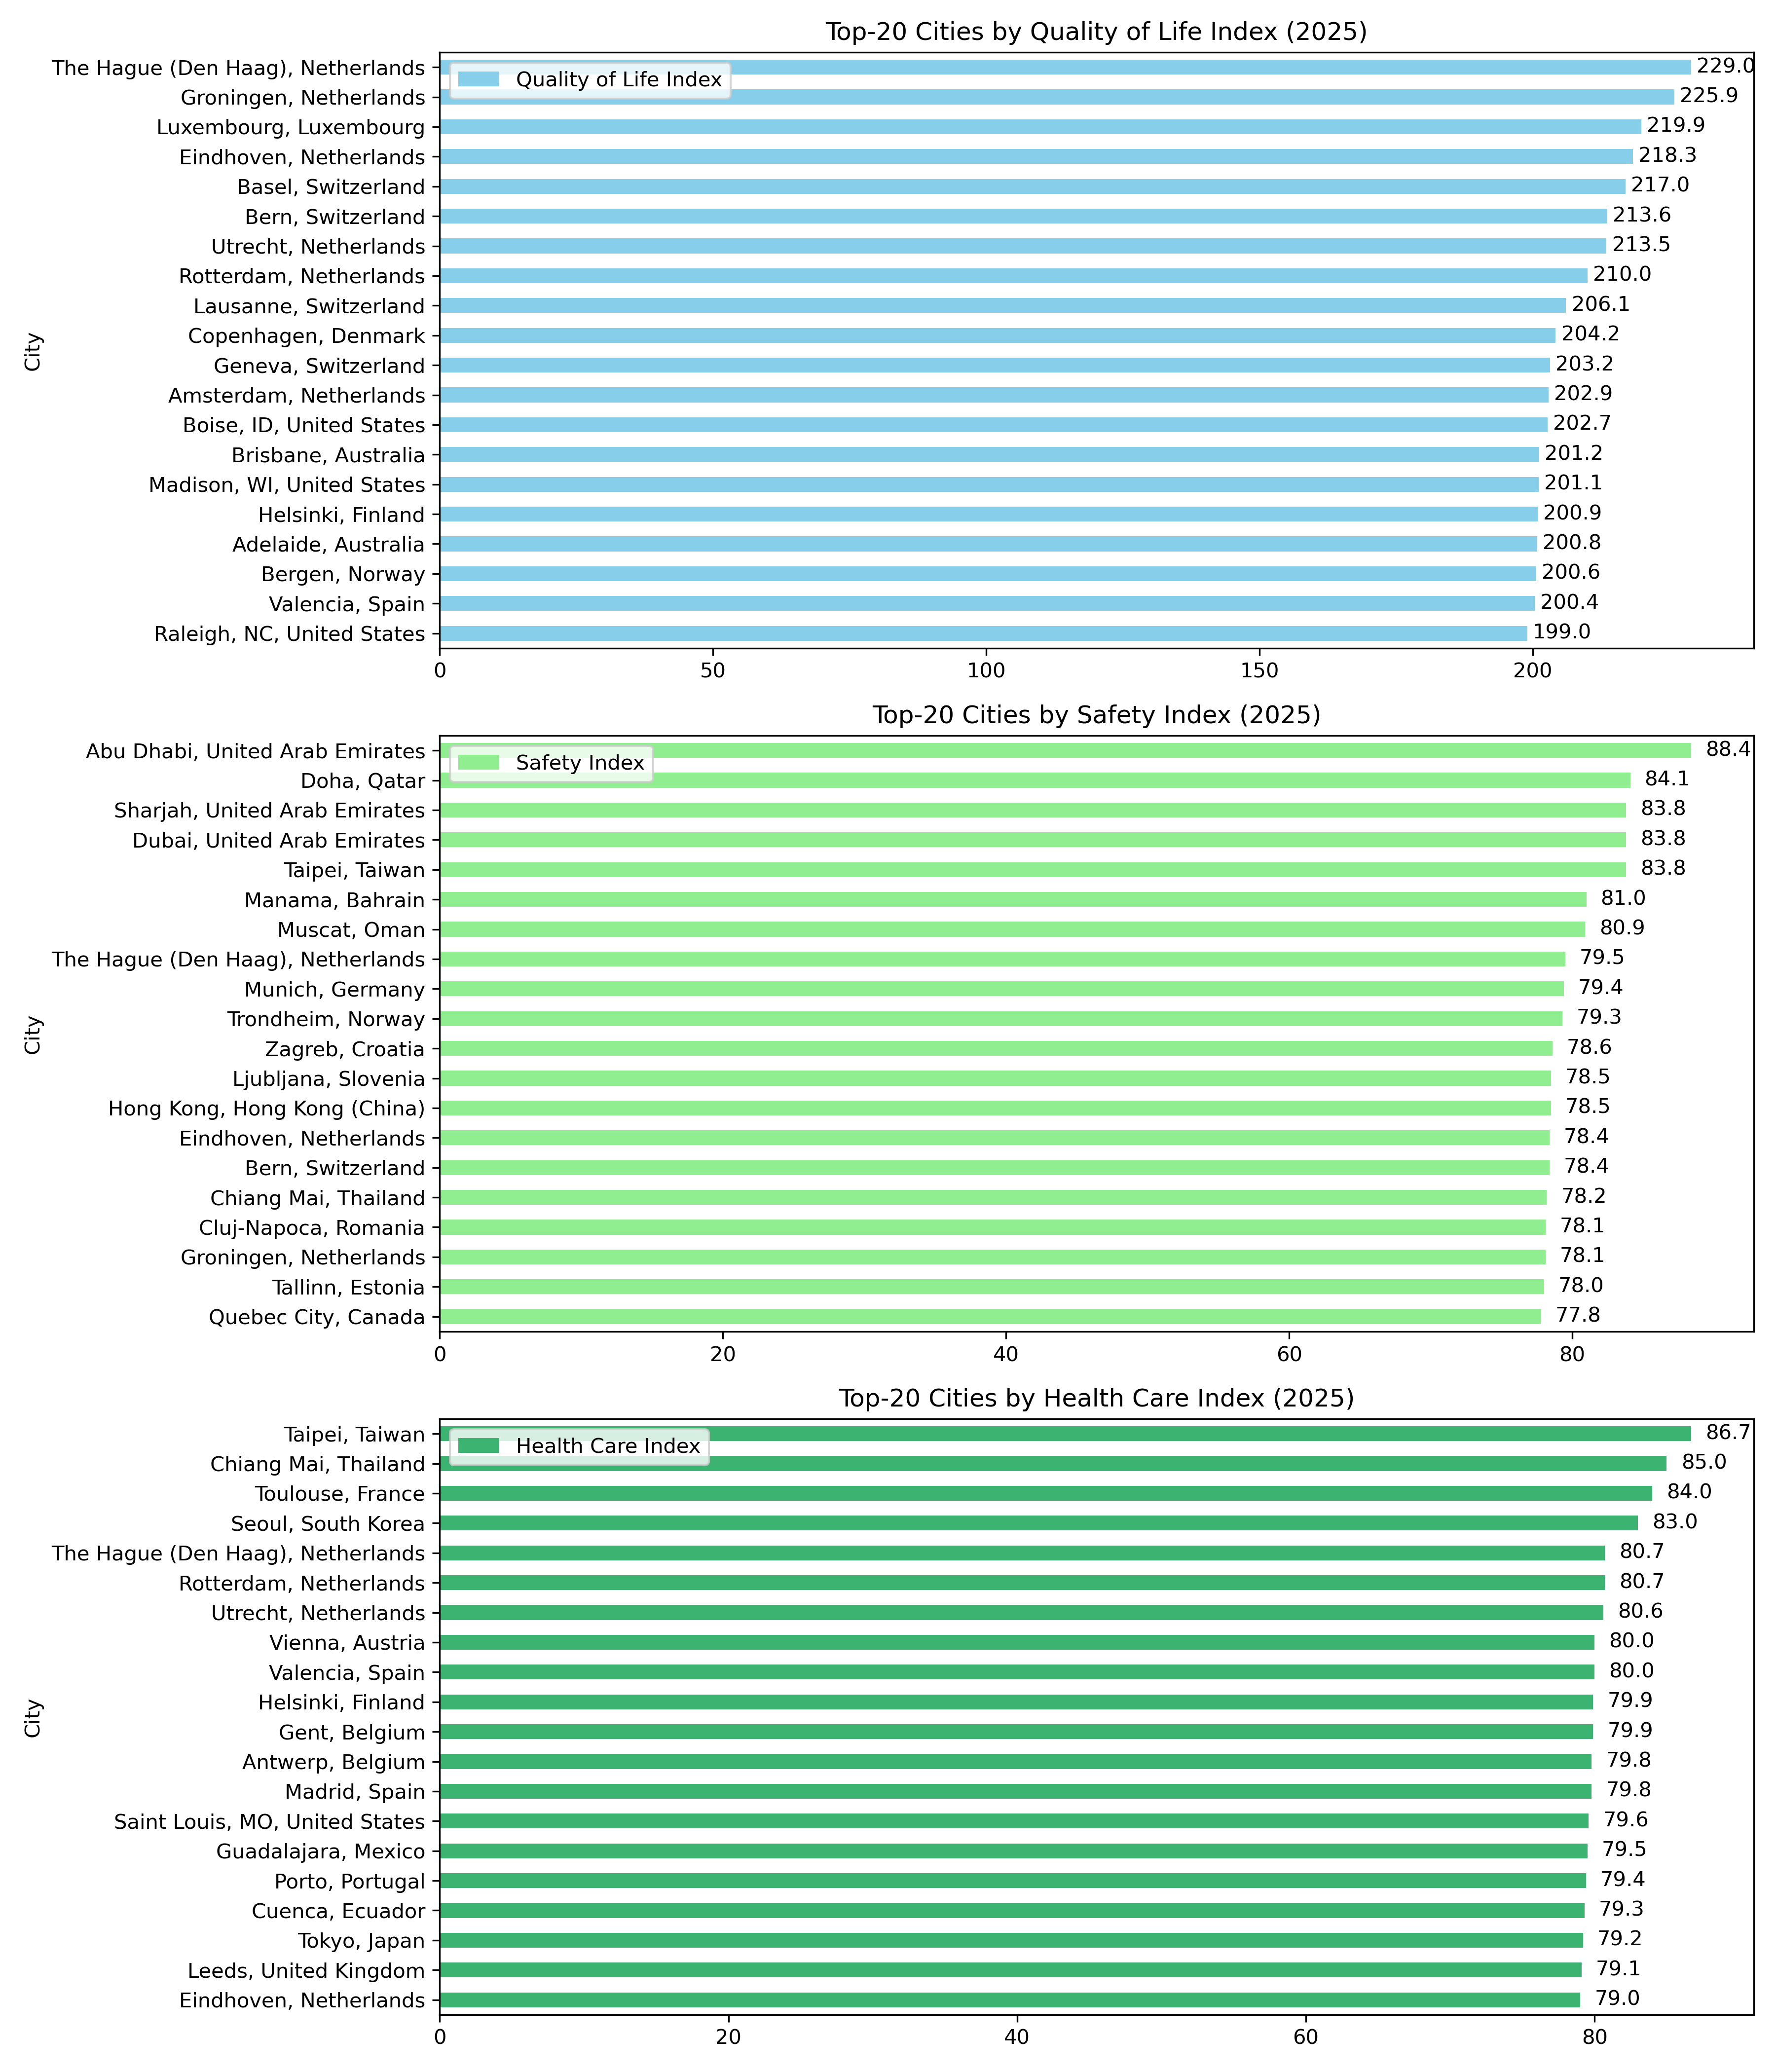 Top-20 Cities by Quality of Life Index (2025)
Quality of Life Index
City
The Hague (Den Haag), Netherlands 229.0
Groningen, Netherlands 225.9
Luxembourg, Luxembourg 219.9
Eindhoven, Netherlands 218.3
Basel, Switzerland 217.0
Bern, Switzerland 213.6
Utrecht, Netherlands 213.5
Rotterdam, Netherlands 210.0
Lausanne, Switzerland 206.1
Copenhagen, Denmark 204.2
Geneva, Switzerland 203.2
Amsterdam, Netherlands 202.9
Boise, ID, United States 202.7
Brisbane, Australia 201.2
Madison, WI, United States 201.1
Helsinki, Finland 200.9
Adelaide, Australia 200.8
Bergen, Norway 200.6
Valencia, Spain 200.4
Raleigh, NC, United States 199.0
0 50 100 150 200
Top-20 Cities by Safety Index (2025)
Safety Index
City
Abu Dhabi, United Arab Emirates 88.4
Doha, Qatar 84.1
Sharjah, United Arab Emirates 83.8
Dubai, United Arab Emirates 83.8
Taipei, Taiwan 83.8
Manama, Bahrain 81.0
Muscat, Oman 80.9
The Hague (Den Haag), Netherlands 79.5
Munich, Germany 79.4
Trondheim, Norway 79.3
Zagreb, Croatia 78.6
Ljubljana, Slovenia 78.5
Hong Kong, Hong Kong (China) 78.5
Eindhoven, Netherlands 78.4
Bern, Switzerland 78.4
Chiang Mai, Thailand 78.2
Cluj-Napoca, Romania 78.1
Groningen, Netherlands 78.1
Tallinn, Estonia 78.0
Quebec City, Canada 77.8
0 20 40 60 80
Top-20 Cities by Health Care Index (2025)
Health Care Index
City
Taipei, Taiwan 86.7
Chiang Mai, Thailand 85.0
Toulouse, France 84.0
Seoul, South Korea 83.0
The Hague (Den Haag), Netherlands 80.7
Rotterdam, Netherlands 80.7
Utrecht, Netherlands 80.6
Vienna, Austria 80.0
Valencia, Spain 80.0
Helsinki, Finland 79.9
Gent, Belgium 79.9
Antwerp, Belgium 79.8
Madrid, Spain 79.8
Saint Louis, MO, United States 79.6
Guadalajara, Mexico 79.5
Porto, Portugal 79.4
Cuenca, Ecuador 79.3
Tokyo, Japan 79.2
Leeds, United Kingdom 79.1
Eindhoven, Netherlands 79.0
0 20 40 60 80